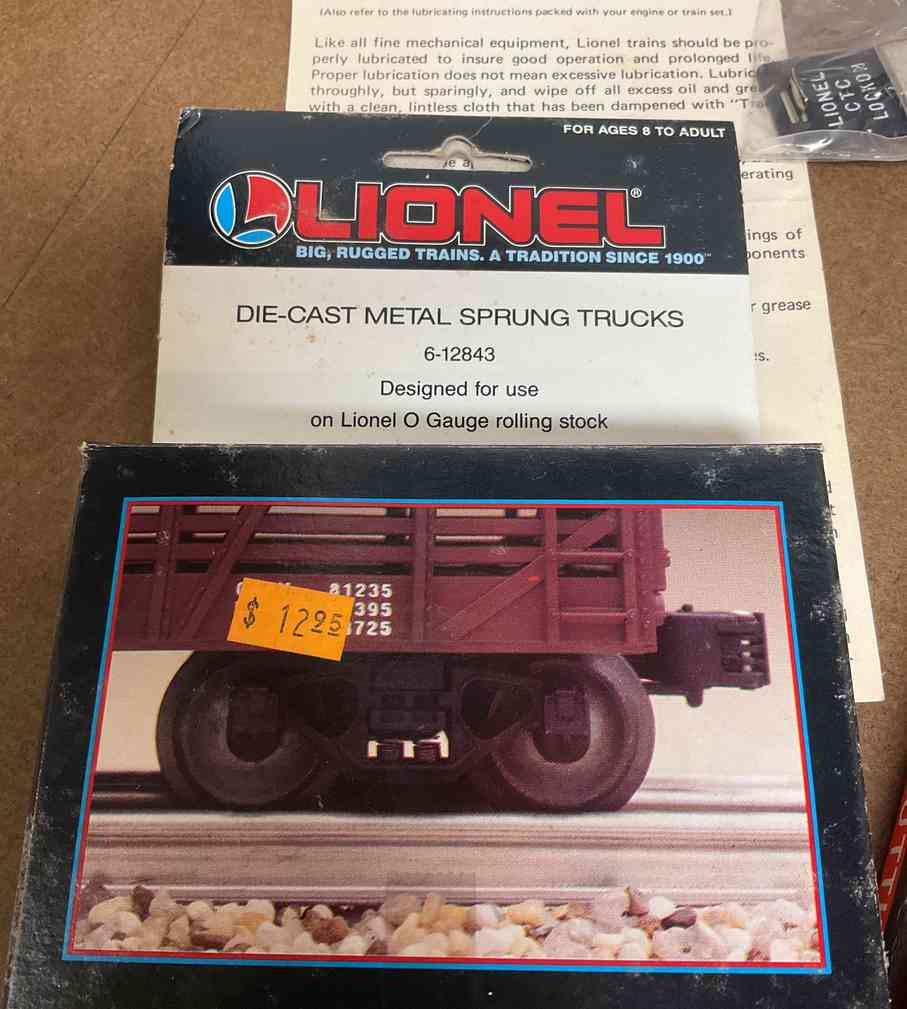 (Also refer to the lubricating instructions packed with your engine or train set.)
Like all fine mechanical equipment, Lionel trains should be pro-
perly lubricated to insure good operation and prolonged life.
Proper lubrication does not mean excessive lubrication. Lubric
throughly, but sparingly, and wipe off all excess oil and gre
with a clean, lintless cloth that has been dampened with
LIONEL
CTC
LOCKON
FOR AGES 8 TO ADULT
erating
LIONEL®
BIG, RUGGED TRAINS. A TRADITION SINCE 1900™
ings of
ponents
DIE-CAST METAL SPRUNG TRUCKS
r grease
6-12843
s.
Designed for use
on Lionel O Gauge rolling stock
81235
395
725
$ 12.95